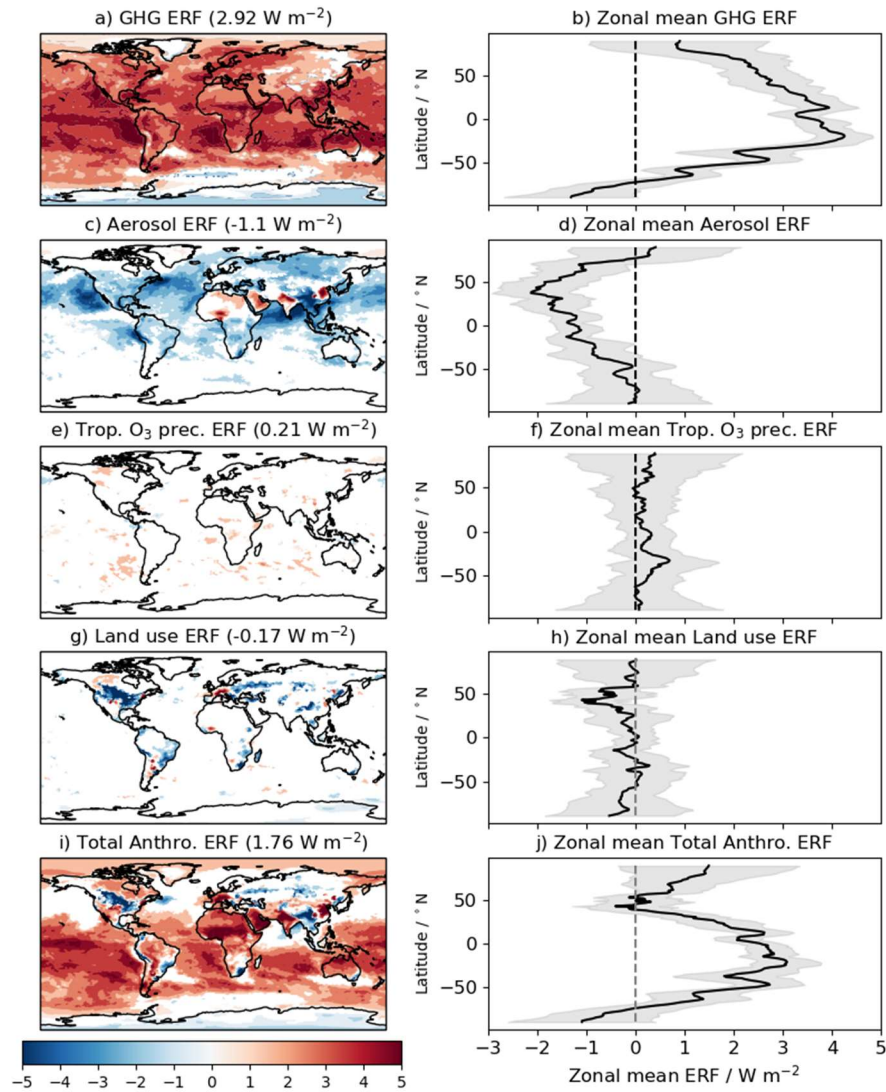 a) GHG ERF (2.92 W m⁻²)
b) Zonal mean GHG ERF
Latitude / °N
50
0
−50
c) Aerosol ERF (-1.1 W m⁻²)
d) Zonal mean Aerosol ERF
Latitude / °N
50
0
−50
e) Trop. O₃ prec. ERF (0.21 W m⁻²)
f) Zonal mean Trop. O₃ prec. ERF
Latitude / °N
50
0
−50
g) Land use ERF (-0.17 W m⁻²)
h) Zonal mean Land use ERF
Latitude / °N
50
0
−50
i) Total Anthro. ERF (1.76 W m⁻²)
j) Zonal mean Total Anthro. ERF
Latitude / °N
50
0
−50
−5 −4 −3 −2 −1 0 1 2 3 4 5
−3 −2 −1 0 1 2 3 4 5
Zonal mean ERF / W m⁻²